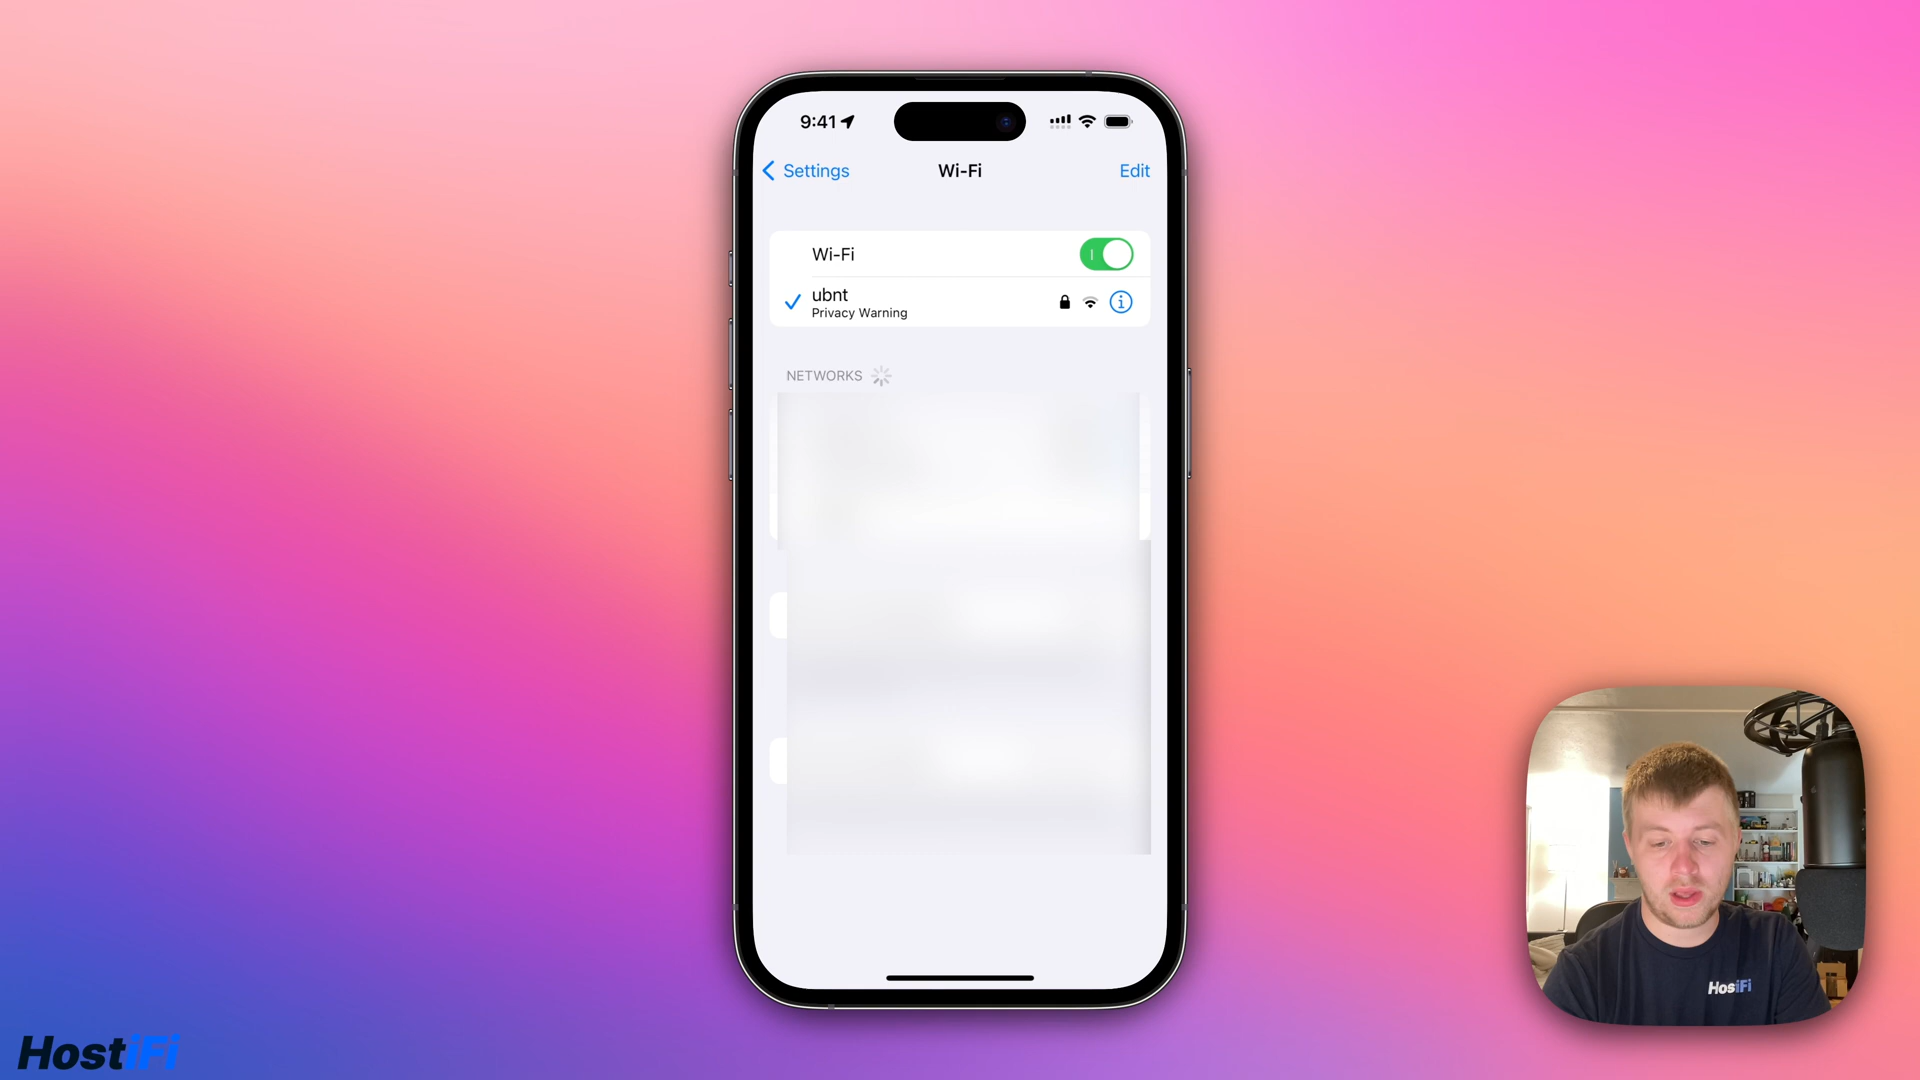 9:41
Settings
Wi-Fi
Edit
Wi-Fi
ubnt
Privacy Warning
NETWORKS
HostiFi
HostiFi